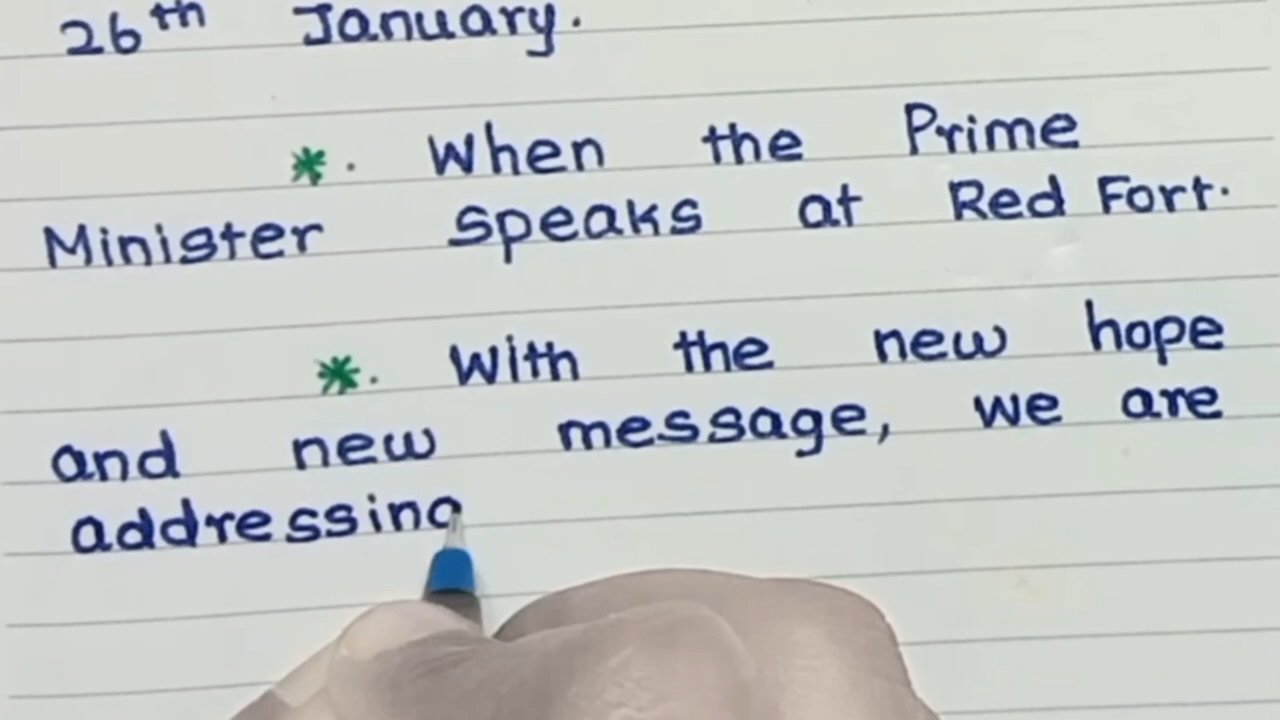 26th January.
*. When the Prime
Minister speaks at Red Fort.
*. With the new hope
and new message, we are
addressing